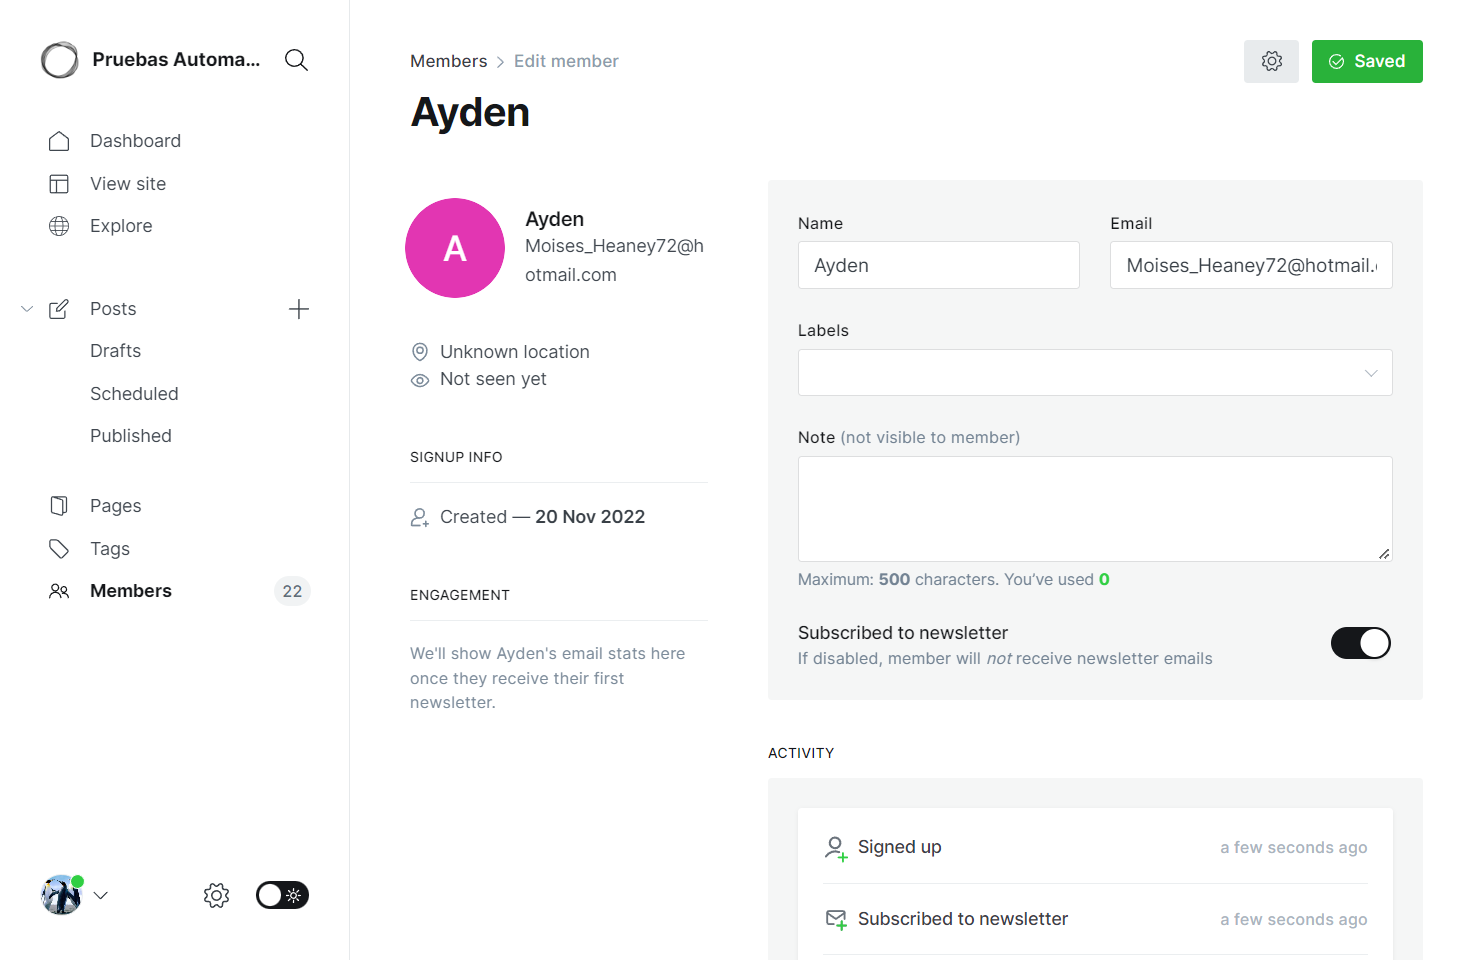 Pruebas Automa...
Dashboard
View site
Explore
Posts
Drafts
Scheduled
Published
Pages
Tags
Members
22
Members > Edit member
Saved
Ayden
A
Ayden
Moises_Heaney72@h
otmail.com
Unknown location
Not seen yet
SIGNUP INFO
Created — 20 Nov 2022
ENGAGEMENT
We'll show Ayden's email stats here
once they receive their first
newsletter.
Name
Email
Ayden
Moises_Heaney72@hotmail.
Labels
Note (not visible to member)
Maximum: 500 characters. You've used 0
Subscribed to newsletter
If disabled, member will not receive newsletter emails
ACTIVITY
Signed up
a few seconds ago
Subscribed to newsletter
a few seconds ago